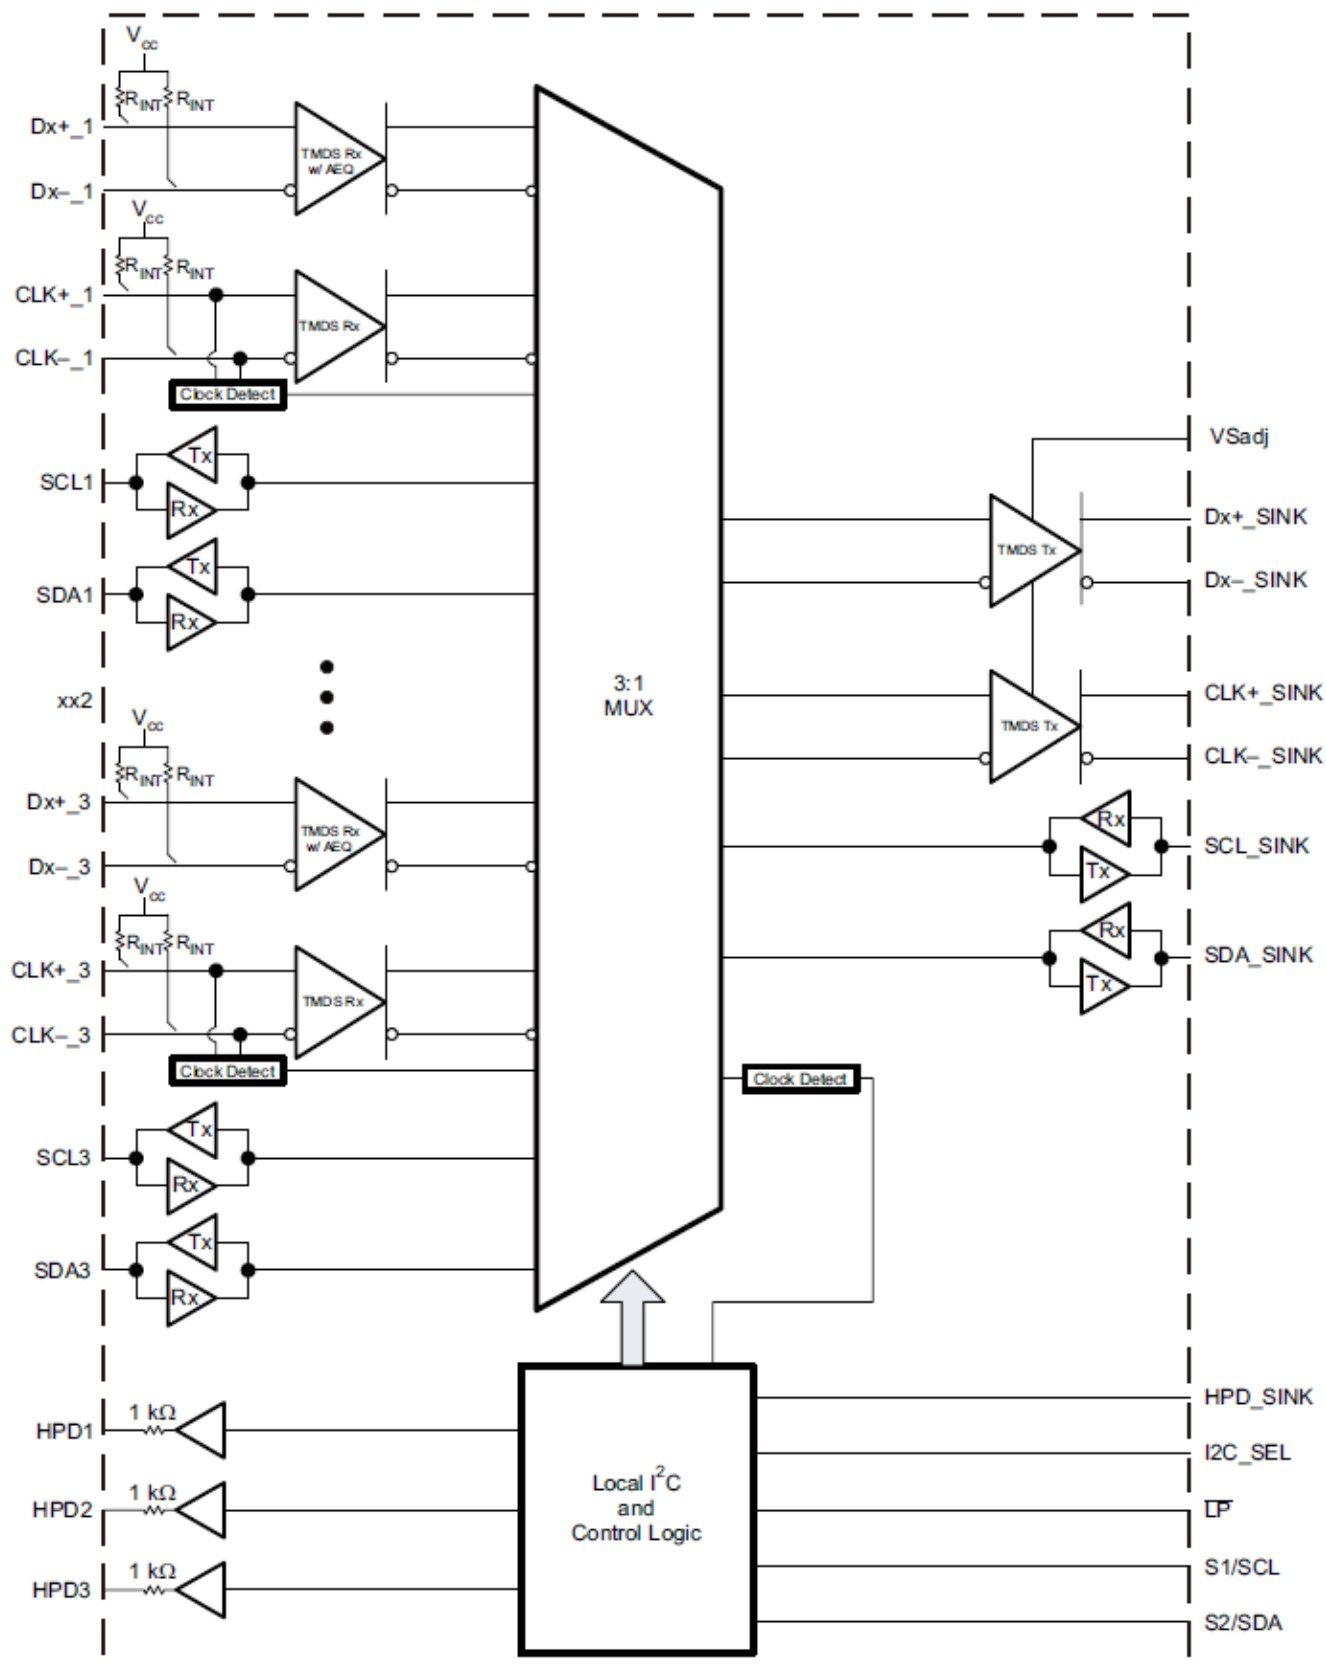 Vcc
RINT RINT
Dx+_1
TMDS Rx
w/ AEQ
Dx–_1
Vcc
RINT RINT
CLK+_1
TMDS Rx
CLK–_1
Clock Detect
Tx
SCL1
Rx
Tx
SDA1
Rx
xx2
Vcc
RINT RINT
Dx+_3
TMDS Rx
w/ AEQ
Dx–_3
Vcc
RINT RINT
CLK+_3
TMDS Rx
CLK–_3
Clock Detect
Tx
SCL3
Rx
Tx
SDA3
Rx
3:1
MUX
VSadj
Dx+_SINK
TMDS Tx
Dx–_SINK
CLK+_SINK
TMDS Tx
CLK–_SINK
Rx
SCL_SINK
Tx
Rx
SDA_SINK
Tx
Clock Detect
1 kΩ
HPD1
1 kΩ
HPD2
1 kΩ
HPD3
Local I²C
and
Control Logic
HPD_SINK
I2C_SEL
L̅P̅
S1/SCL
S2/SDA